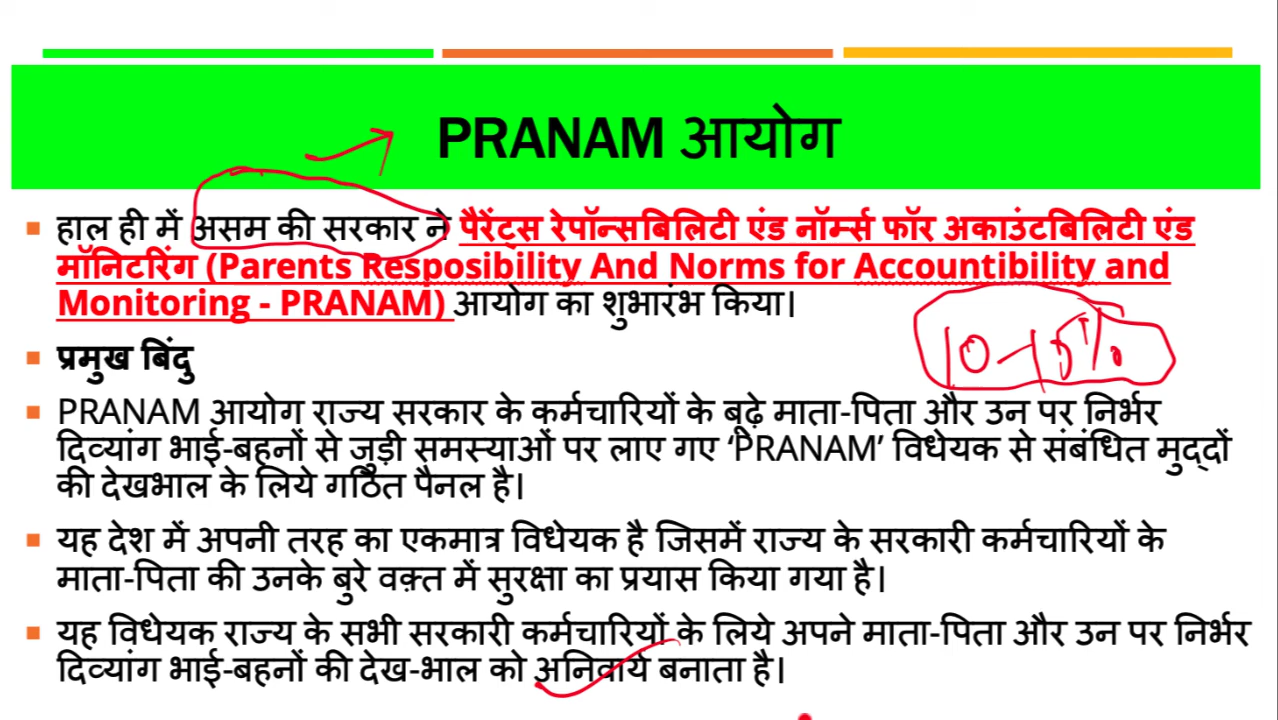 PRANAM आयोग
हाल ही में असम की सरकार ने पैरेंट्स रेपॉन्सबिलिटी एंड नॉर्म्स फॉर अकाउंटबिलिटी एंड
मॉनिटरिंग (Parents Resposibility And Norms for Accountibility and
Monitoring - PRANAM) आयोग का शुभारंभ किया।
10-15%
प्रमुख बिंदु
PRANAM आयोग राज्य सरकार के कर्मचारियों के बूढ़े माता-पिता और उन पर निर्भर
दिव्यांग भाई-बहनों से जुड़ी समस्याओं पर लाए गए ‘PRANAM’ विधेयक से संबंधित मुद्दों
की देखभाल के लिये गठित पैनल है।
यह देश में अपनी तरह का एकमात्र विधेयक है जिसमें राज्य के सरकारी कर्मचारियों के
माता-पिता की उनके बुरे वक़्त में सुरक्षा का प्रयास किया गया है।
यह विधेयक राज्य के सभी सरकारी कर्मचारियों के लिये अपने माता-पिता और उन पर निर्भर
दिव्यांग भाई-बहनों की देख-भाल को अनिवार्य बनाता है।